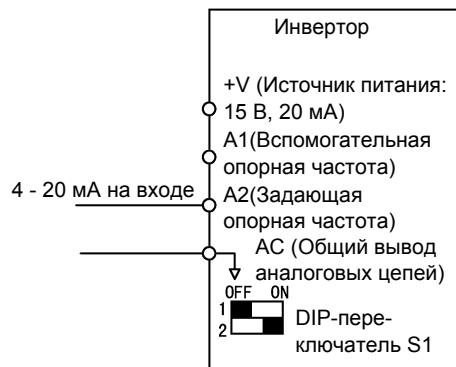 Инвертор
+V (Источник питания:
15 В, 20 мА)
A1(Вспомогательная
опорная частота)
4 - 20 мА на входе
A2(Задающая
опорная частота)
AC (Общий вывод
аналоговых цепей)
OFF ON
1
2
DIP-пере-
ключатель S1